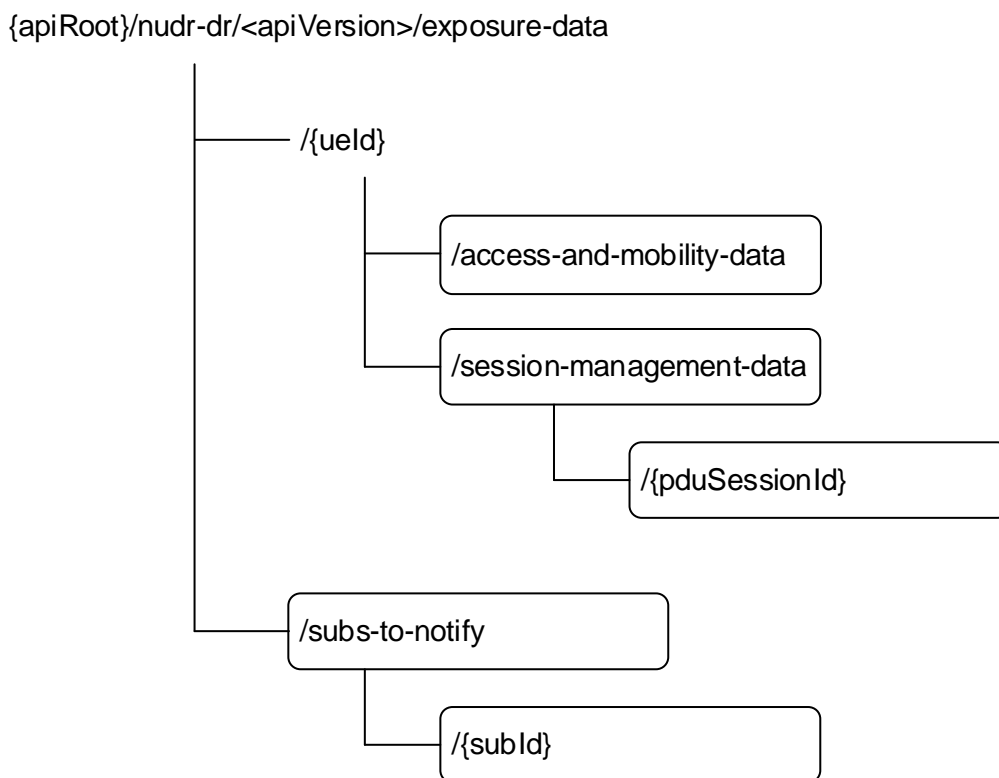 {apiRoot}/nudr-dr/<apiVersion>/exposure-data
/{ueId}
/access-and-mobility-data
/session-management-data
/{pduSessionId}
/subs-to-notify
/{subId}